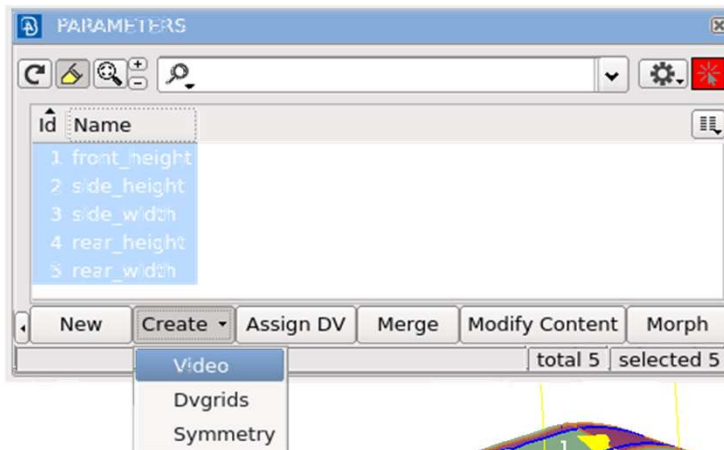 PARAMETERS
Id Name
1 front_height
2 side_height
3 side_width
4 rear_height
5 rear_width
New Create Assign DV Merge Modify Content Morph
total 5 selected 5
Video
Dvgrids
Symmetry
1